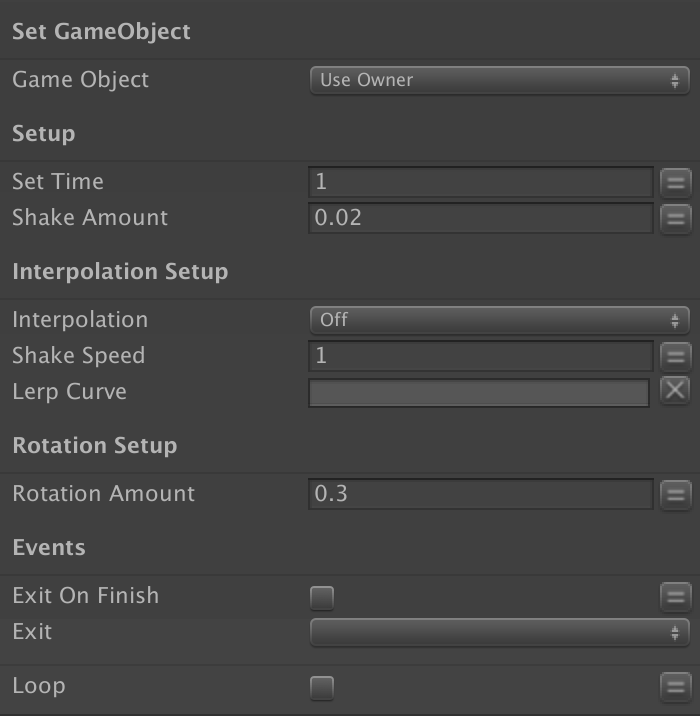 Set GameObject
Game Object Use Owner
Setup
Set Time 1
Shake Amount 0.02
Interpolation Setup
Interpolation Off
Shake Speed 1
Lerp Curve
Rotation Setup
Rotation Amount 0.3
Events
Exit On Finish
Exit
Loop